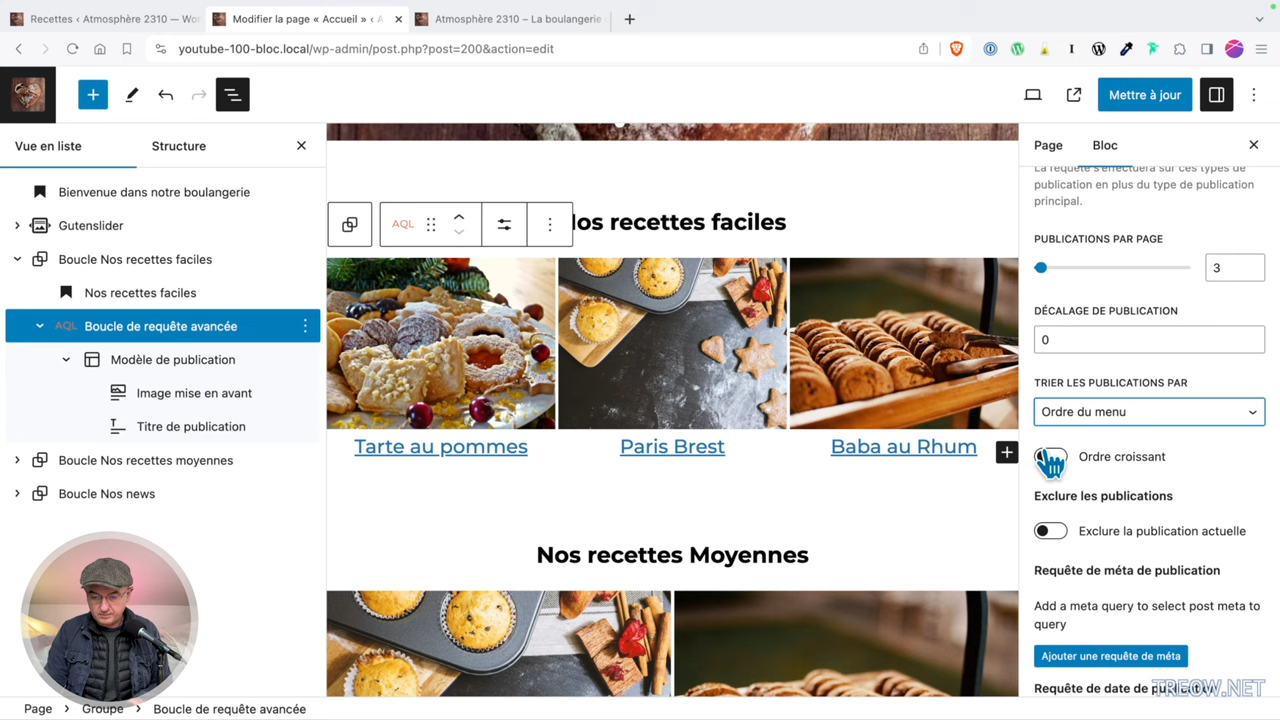 Recettes ‹ Atmosphère 2310 — Wor
Modifier la page « Accueil » ‹ A
Atmosphère 2310 – La boulangerie
youtube-100-bloc.local/wp-admin/post.php?post=200&action=edit
Mettre à jour
Vue en liste
Structure
Page
Bloc
Bienvenue dans notre boulangerie
Gutenslider
Boucle Nos recettes faciles
Nos recettes faciles
AQL Boucle de requête avancée
Modèle de publication
Image mise en avant
Titre de publication
Boucle Nos recettes moyennes
Boucle Nos news
AQL
Nos recettes faciles
Tarte au pommes
Paris Brest
Baba au Rhum
Nos recettes Moyennes
La requête s'effectuera sur ces types de
publication en plus du type de publication
principal.
PUBLICATIONS PAR PAGE
3
DÉCALAGE DE PUBLICATION
0
TRIER LES PUBLICATIONS PAR
Ordre du menu
Ordre croissant
Exclure les publications
Exclure la publication actuelle
Requête de méta de publication
Add a meta query to select post meta to
query
Ajouter une requête de méta
Requête de date de publication
TREOW.NET
Page
Groupe
Boucle de requête avancée